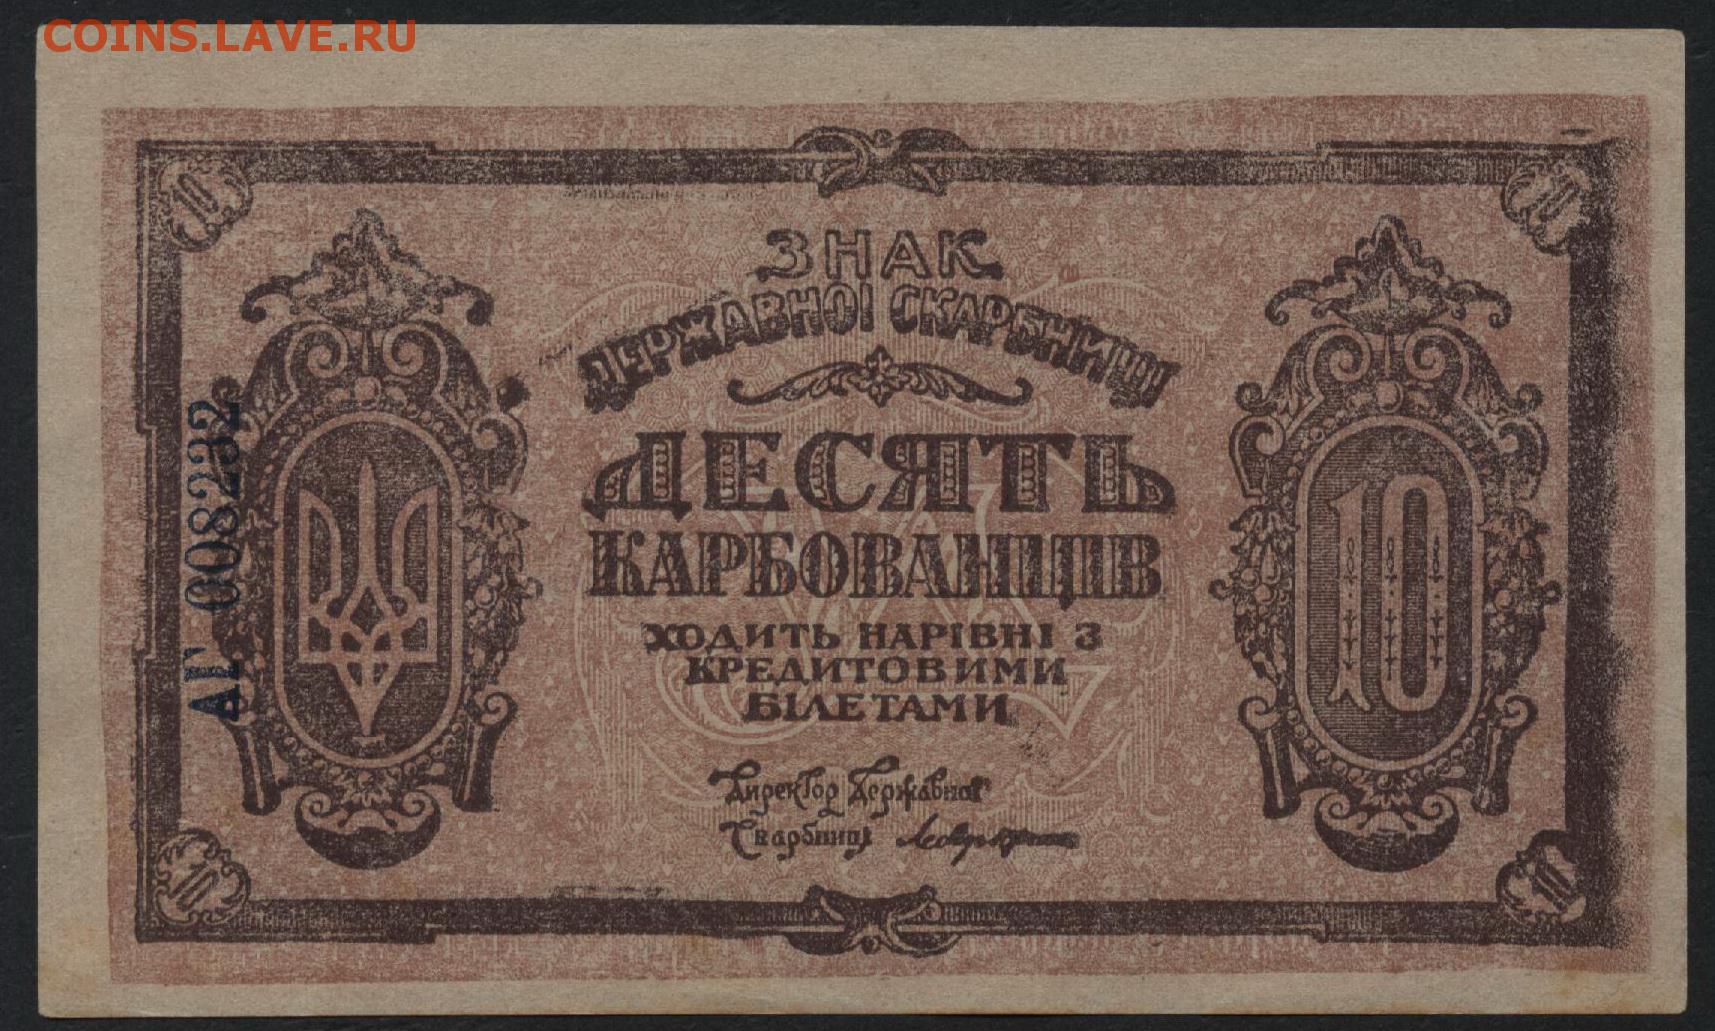 COINS.LAVE.RU
10
10
ЗНАК
ДЕРЖАВНОЇ СКАРБНИЦІ
ДЕСЯТЬ
КАРБОВАНЦІВ
ХОДИТЬ НАРІВНІ З
КРЕДИТОВИМИ
БІЛЕТАМИ
10
АГ 0082232
Директор Державної
Скарбниці
10
10